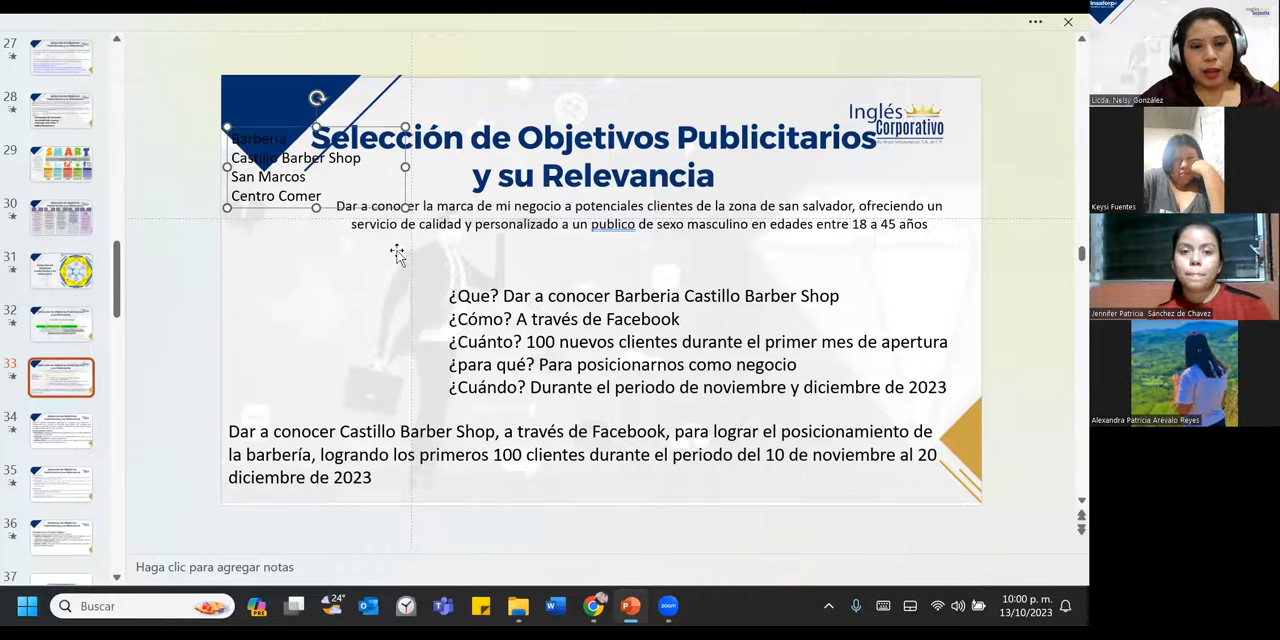 27
28
29
SMART
30
31
32
33
34
35
36
37
Barberia
Castillo Barber Shop
San Marcos
Centro Comer
Selección de Objetivos Publicitarios
y su Relevancia
Inglés
Corporativo
Dar a conocer la marca de mi negocio a potenciales clientes de la zona de san salvador, ofreciendo un
servicio de calidad y personalizado a un publico de sexo masculino en edades entre 18 a 45 años
¿Que? Dar a conocer Barberia Castillo Barber Shop
¿Cómo? A través de Facebook
¿Cuánto? 100 nuevos clientes durante el primer mes de apertura
¿para qué? Para posicionarnos como negocio
¿Cuándo? Durante el periodo de noviembre y diciembre de 2023
Dar a conocer Castillo Barber Shop, a través de Facebook, para lograr el posicionamiento de
la barbería, logrando los primeros 100 clientes durante el periodo del 10 de noviembre al 20
diciembre de 2023
Haga clic para agregar notas
Buscar
PRE
24°
zoom
10:00 p. m.
13/10/2023
Insaforp
Licda. Nelsy González
Keysi Fuentes
Jennifer Patricia Sánchez de Chavez
Alexandra Patricia Arévalo Reyes